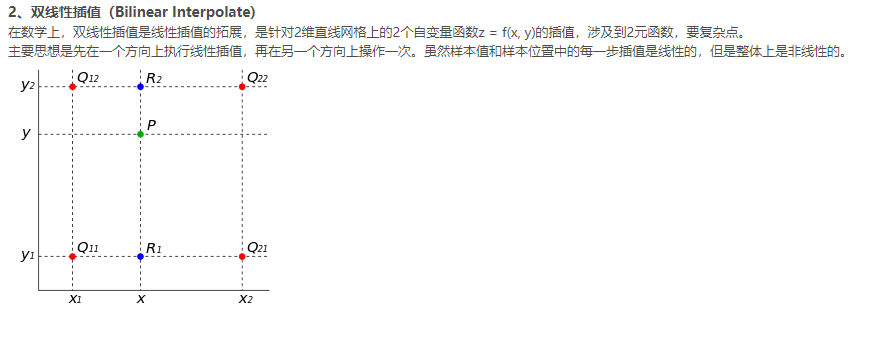 2、双线性插值（Bilinear Interpolate）
在数学上，双线性插值是线性插值的拓展，是针对2维直线网格上的2个自变量函数z = f(x, y)的插值，涉及到2元函数，要复杂点。
主要思想是先在一个方向上执行线性插值，再在另一个方向上操作一次。虽然样本值和样本位置中的每一步插值是线性的，但是整体上是非线性的。
y2 Q12 R2 Q22
y P
y1 Q11 R1 Q21
x1 x x2